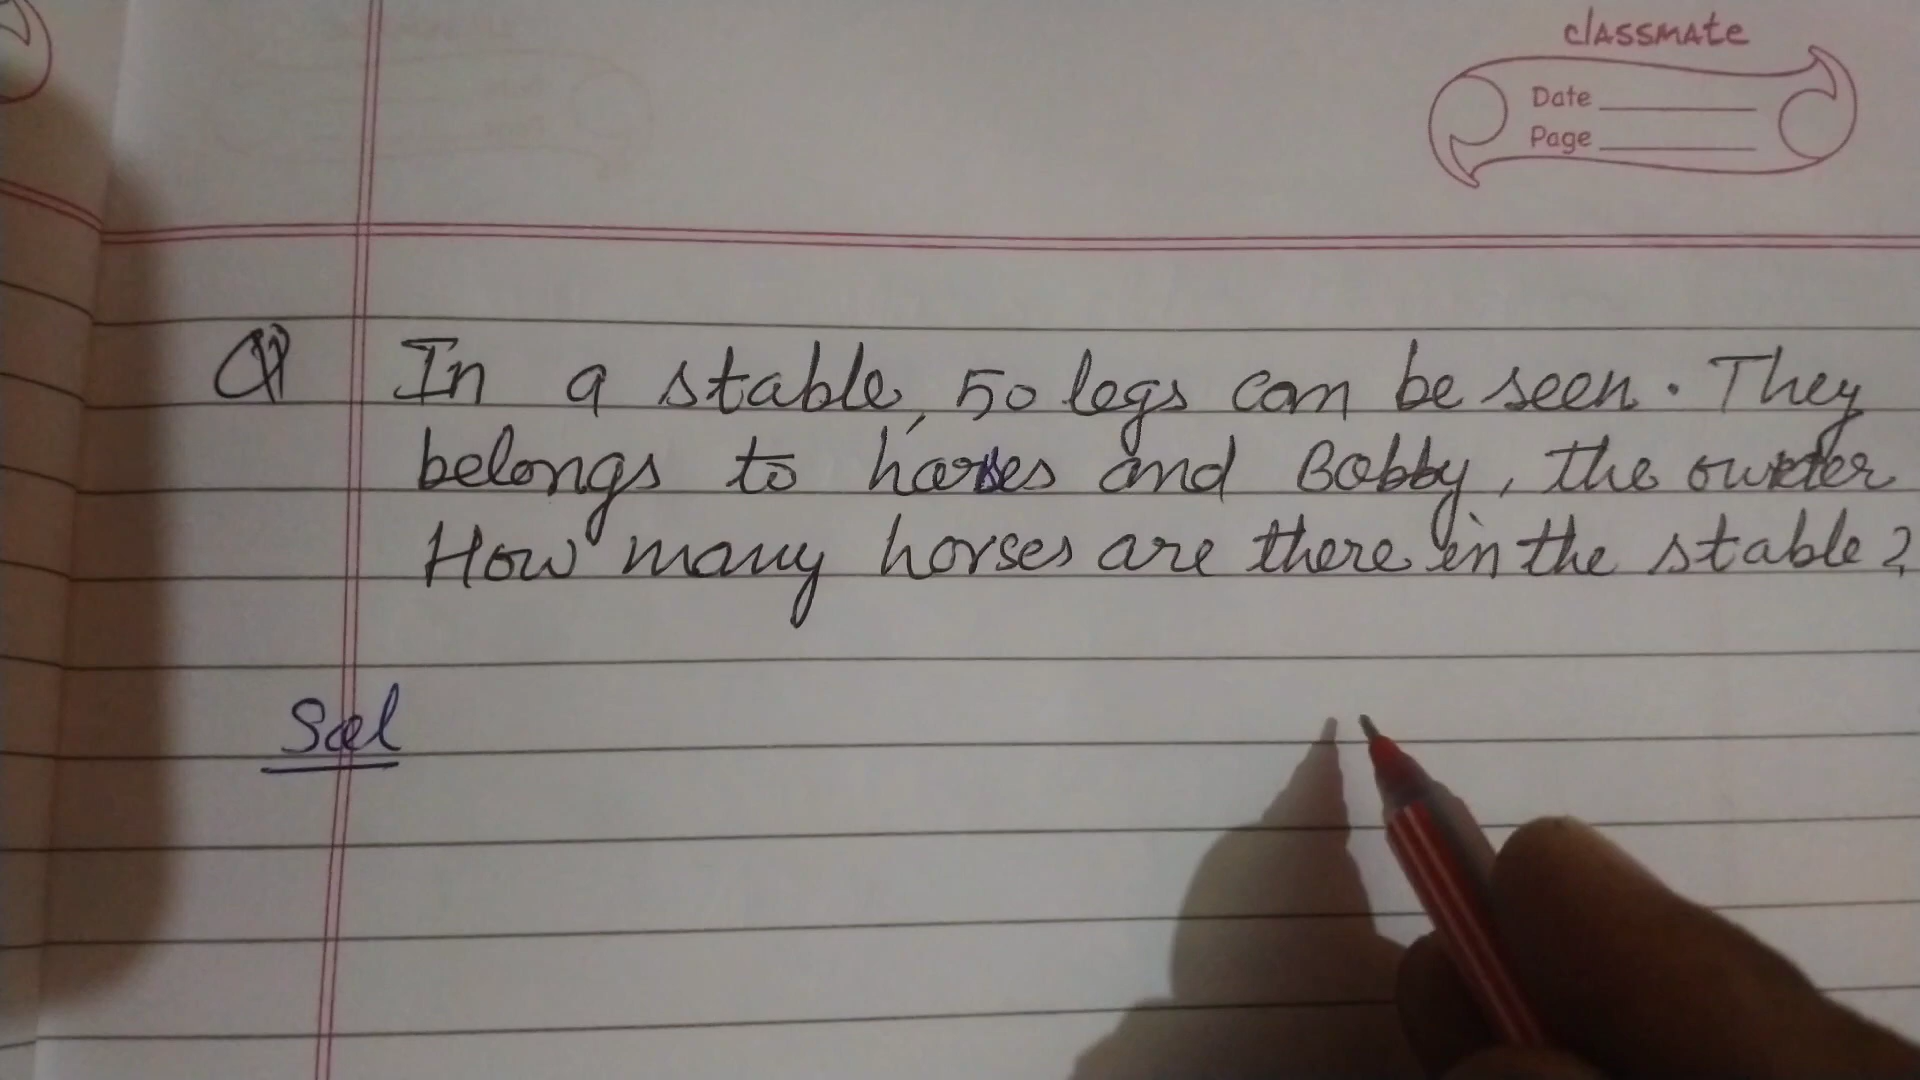 classmate
Date
Page
Q In a stable, 50 legs can be seen. They
belongs to horses and Bobby, the owner
How many horses are there in the stable?
Sol